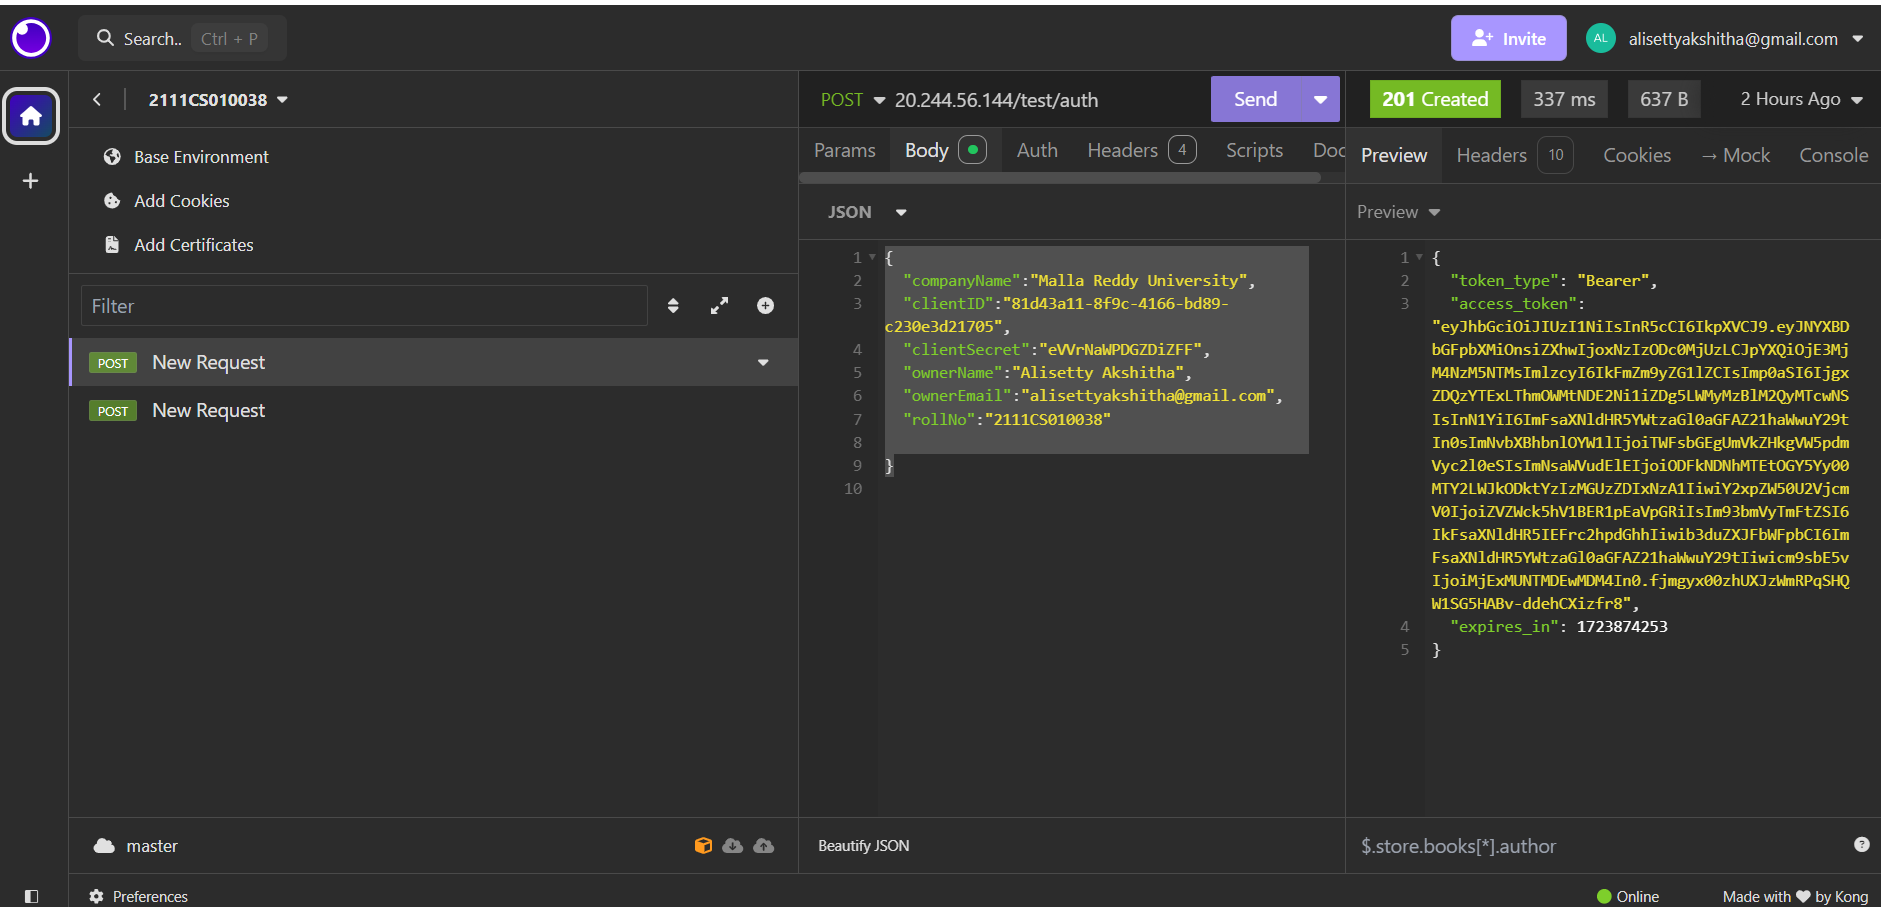 Search.. Ctrl + P
Invite
AL alisettyakshitha@gmail.com
2111CS010038
Base Environment
Add Cookies
Add Certificates
Filter
POST New Request
POST New Request
master
Preferences
POST 20.244.56.144/test/auth Send
Params Body Auth Headers 4 Scripts Doc
JSON
1 {
2 "companyName":"Malla Reddy University",
3 "clientID":"81d43a11-8f9c-4166-bd89-
c230e3d21705",
4 "clientSecret":"eVVrNaWPDGZDiZFF",
5 "ownerName":"Alisetty Akshitha",
6 "ownerEmail":"alisettyakshitha@gmail.com",
7 "rollNo":"2111CS010038"
8
9 }
10
Beautify JSON
201 Created 337 ms 637 B 2 Hours Ago
Preview Headers 10 Cookies → Mock Console
Preview
1 {
2 "token_type": "Bearer",
3 "access_token":
"eyJhbGciOiJIUzI1NiIsInR5cCI6IkpXVCJ9.eyJNYXBD
bGFpbXMiOnsiZXhwIjoxNzIzODc0MjUzLCJpYXQiOjE3Mj
M4NzM5NTMsImlzcyI6IkFmZm9yZG1lZCIsImp0aSI6Ijgx
ZDQzYTExLThmOWMtNDE2Ni1iZDg5LWMyMzBlM2QyMTcwNS
IsInN1YiI6ImFsaXNldHR5YWtzaGl0aGFAZ21haWwuY29t
In0sImNvbXBhbnlOYW1lIjoiTWFsbGEgUmVkZHkgVW5pdm
Vyc2l0eSIsImNsaWVudElEIjoiODFkNDNhMTEtOGY5Yy00
MTY2LWJkODktYzIzMGUzZDIxNzA1IiwiY2xpZW50U2VjcmV
V0IjoiZVZWck5hV1BER1pEaVpGRiIsIm93bmVyTmFtZSI6
IkFsaXNldHR5IEFrc2hpdGhhIiwib3duZXJFbWFpbCI6Im
FsaXNldHR5YWtzaGl0aGFAZ21haWwuY29tIiwicm9sbE5v
IjoiMjExMUNTMDEwMDM4In0.fjmgyx00zhUXJzWmRPqSHQ
W1SG5HABv-ddehCXizfr8",
4 "expires_in": 1723874253
5 }
$.store.books[*].author
Online
Made with ♥ by Kong